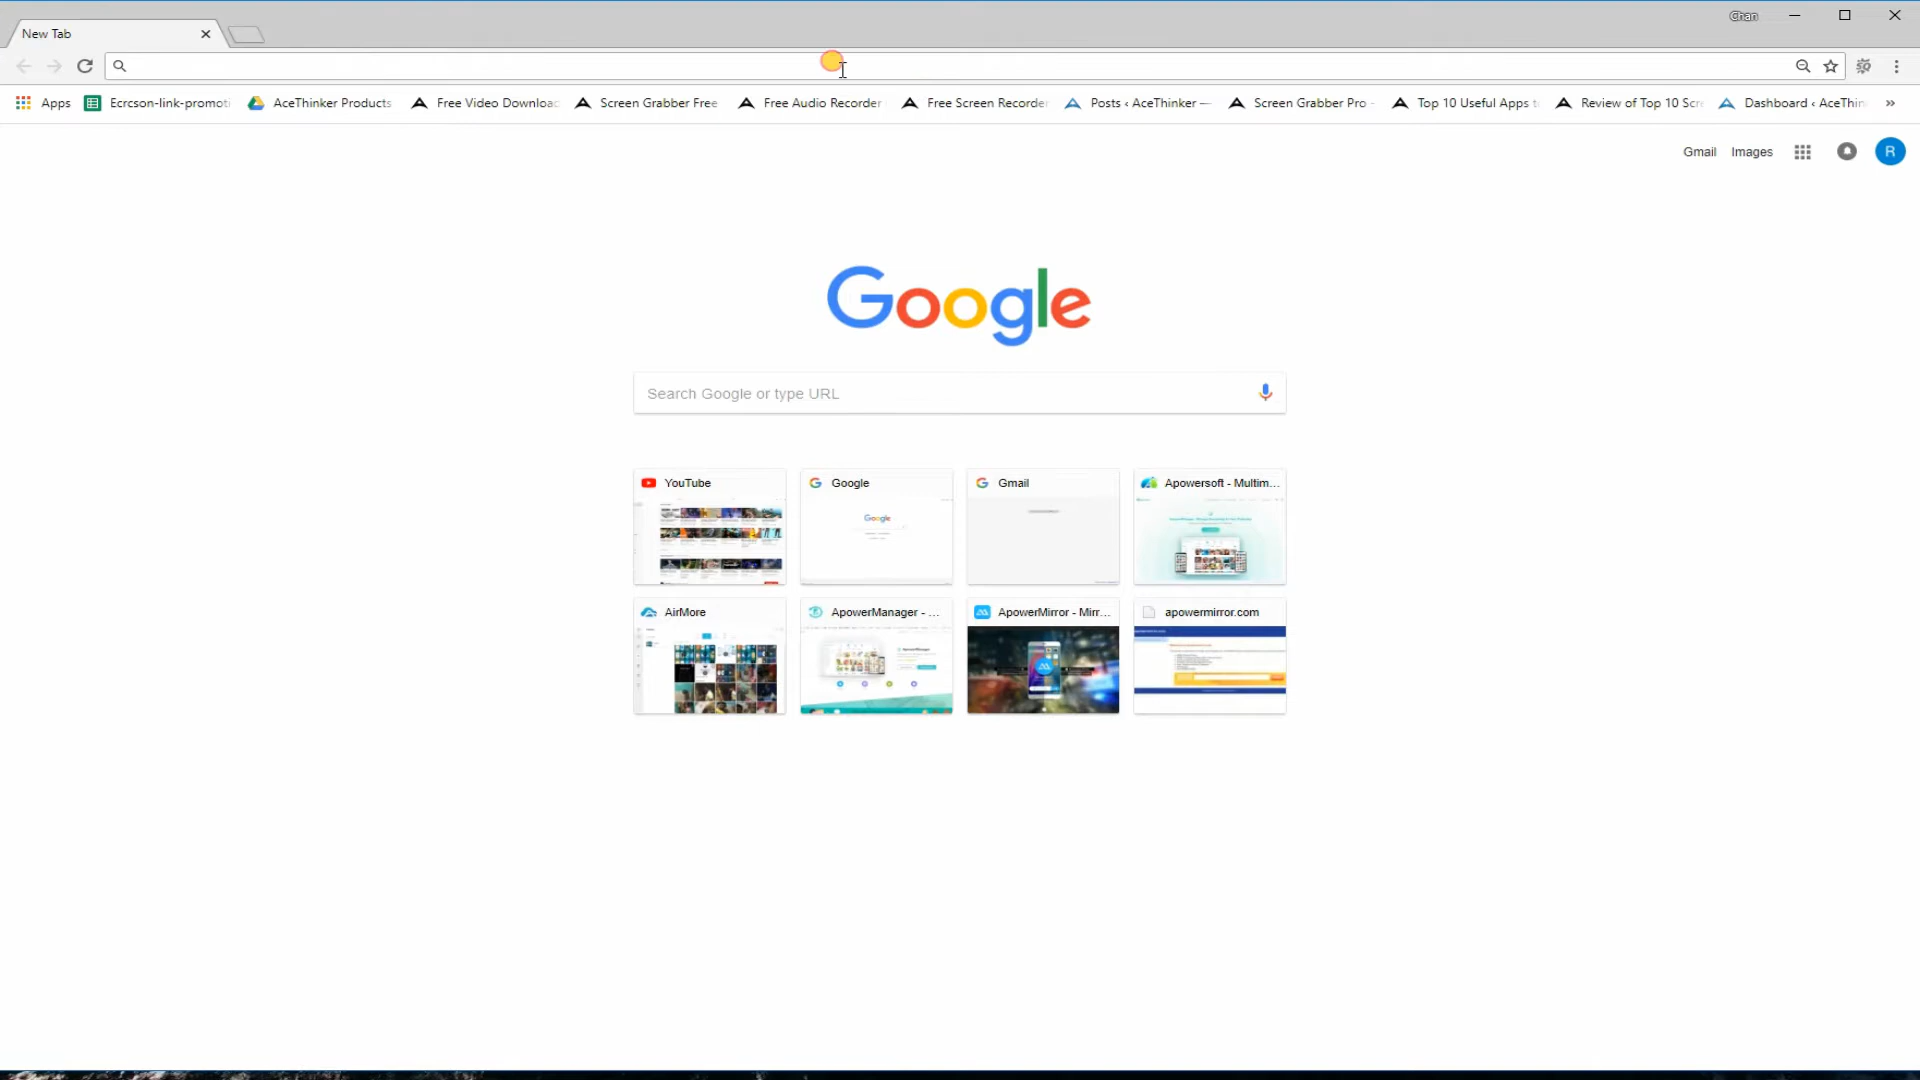 New Tab
Chan
Apps
Ecrcson-link-promoti
AceThinker Products
Free Video Downloac
Screen Grabber Free
Free Audio Recorder
Free Screen Recorder
Posts ‹ AceThinker —
Screen Grabber Pro -
Top 10 Useful Apps t
Review of Top 10 Scr
Dashboard ‹ AceThin
»
Gmail
Images
R
Google
Search Google or type URL
YouTube
Google
Gmail
Apowersoft - Multim...
Google
AirMore
ApowerManager - ...
ApowerMirror - Mirr...
apowermirror.com